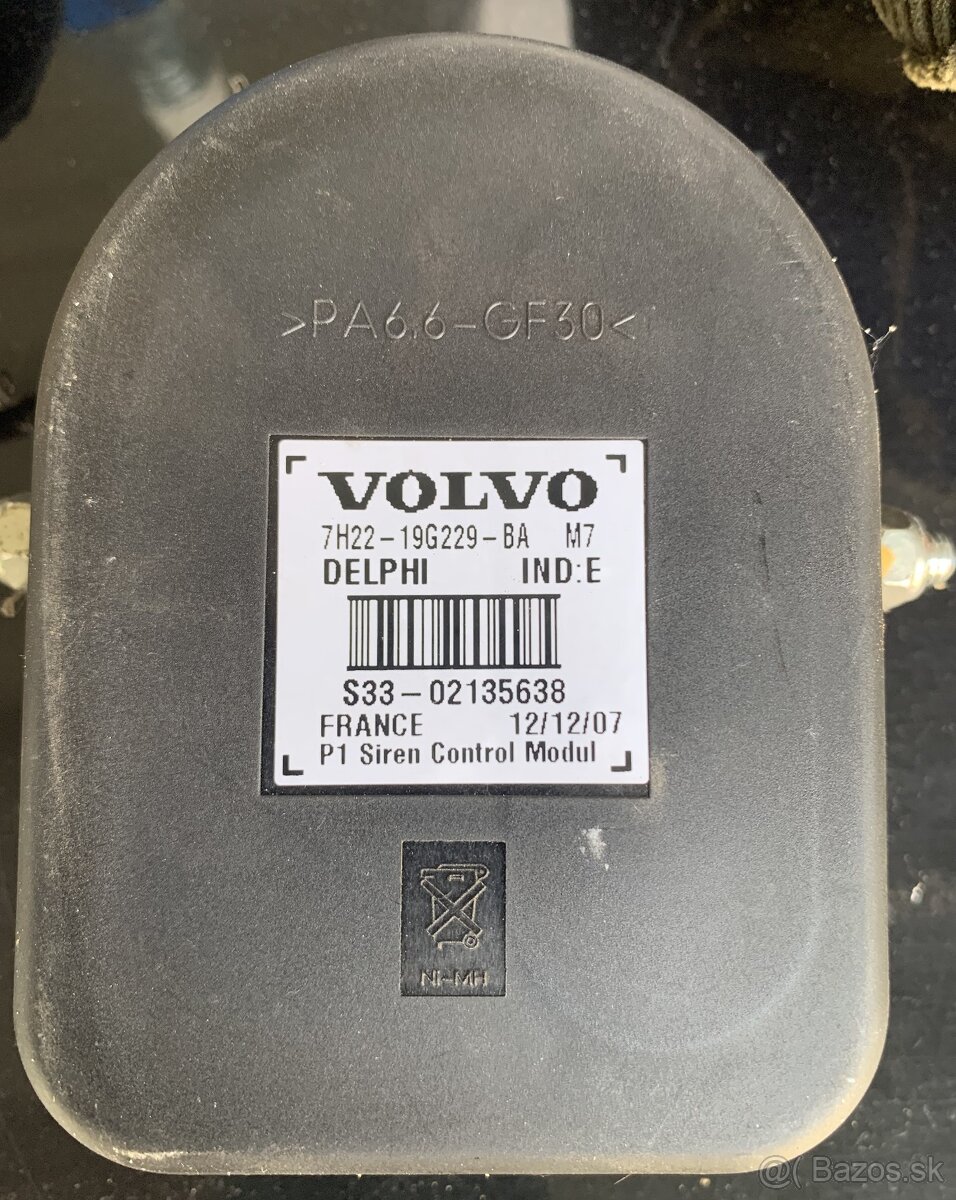 >PA6.6-GF30<
VOLVO
7H22-19G229-BA M7
DELPHI IND:E
S33-02135638
FRANCE 12/12/07
P1 Siren Control Modul
NI-MH
@( Bazos.sk